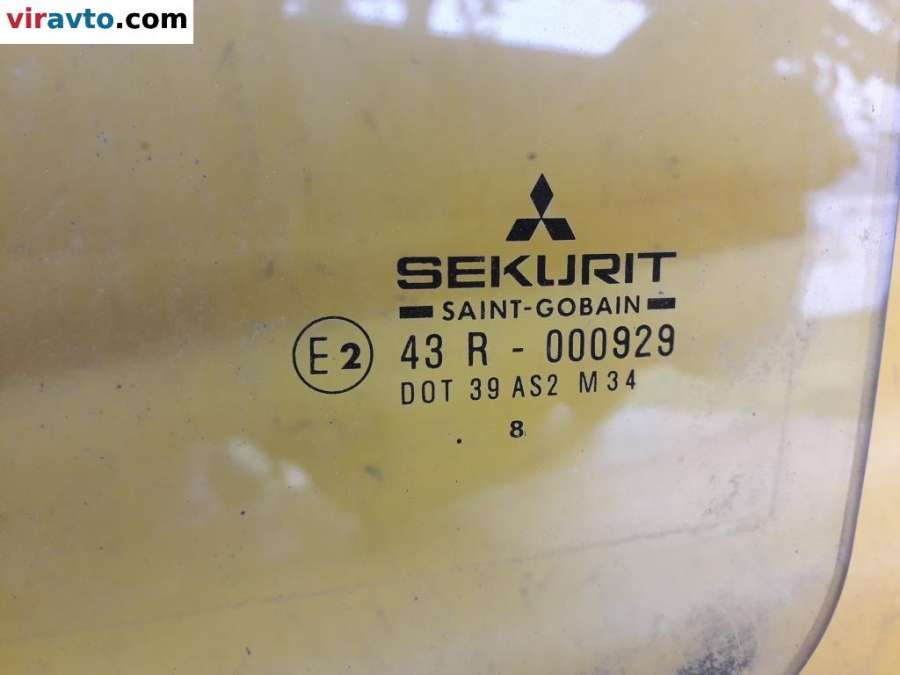 viravto.com
SEKURIT
SAINT-GOBAIN
E2 43 R - 000929
DOT 39 AS2 M34
. 8